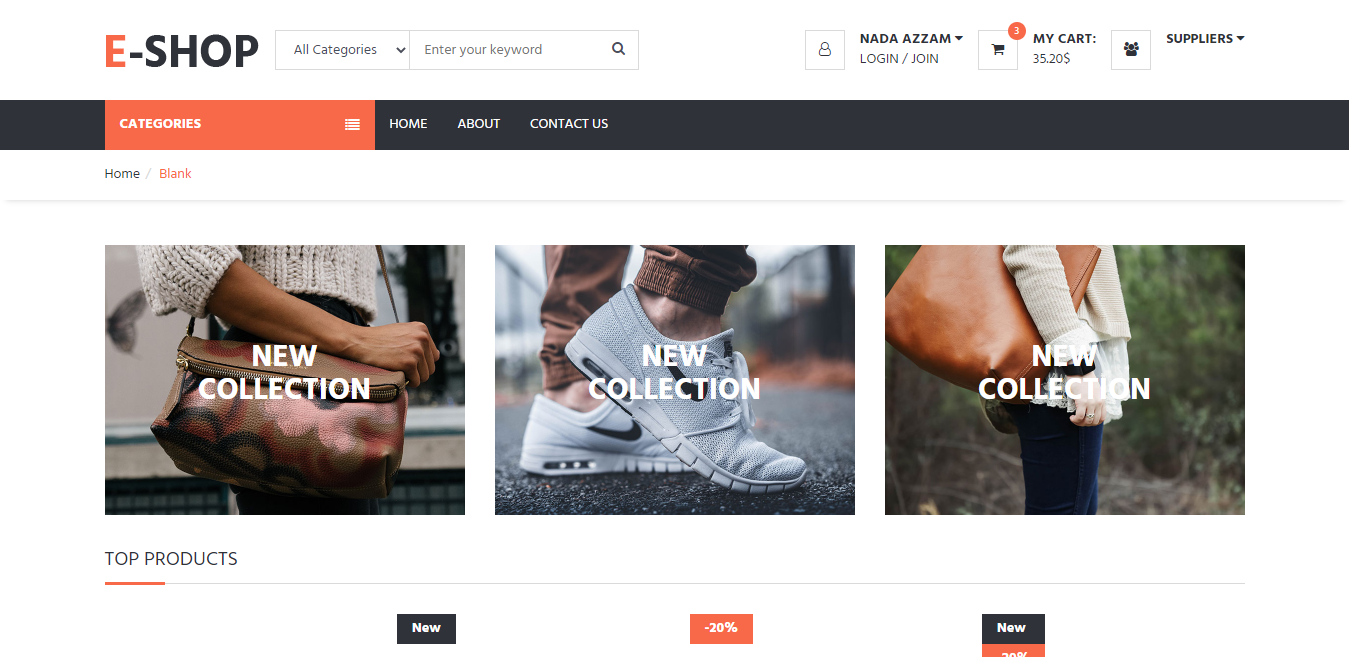 E-SHOP
All Categories
Enter your keyword
NADA AZZAM
LOGIN / JOIN
3
MY CART:
35.20$
SUPPLIERS
CATEGORIES
HOME
ABOUT
CONTACT US
Home / Blank
NEW
COLLECTION
NEW
COLLECTION
NEW
COLLECTION
TOP PRODUCTS
New
-20%
New
-20%